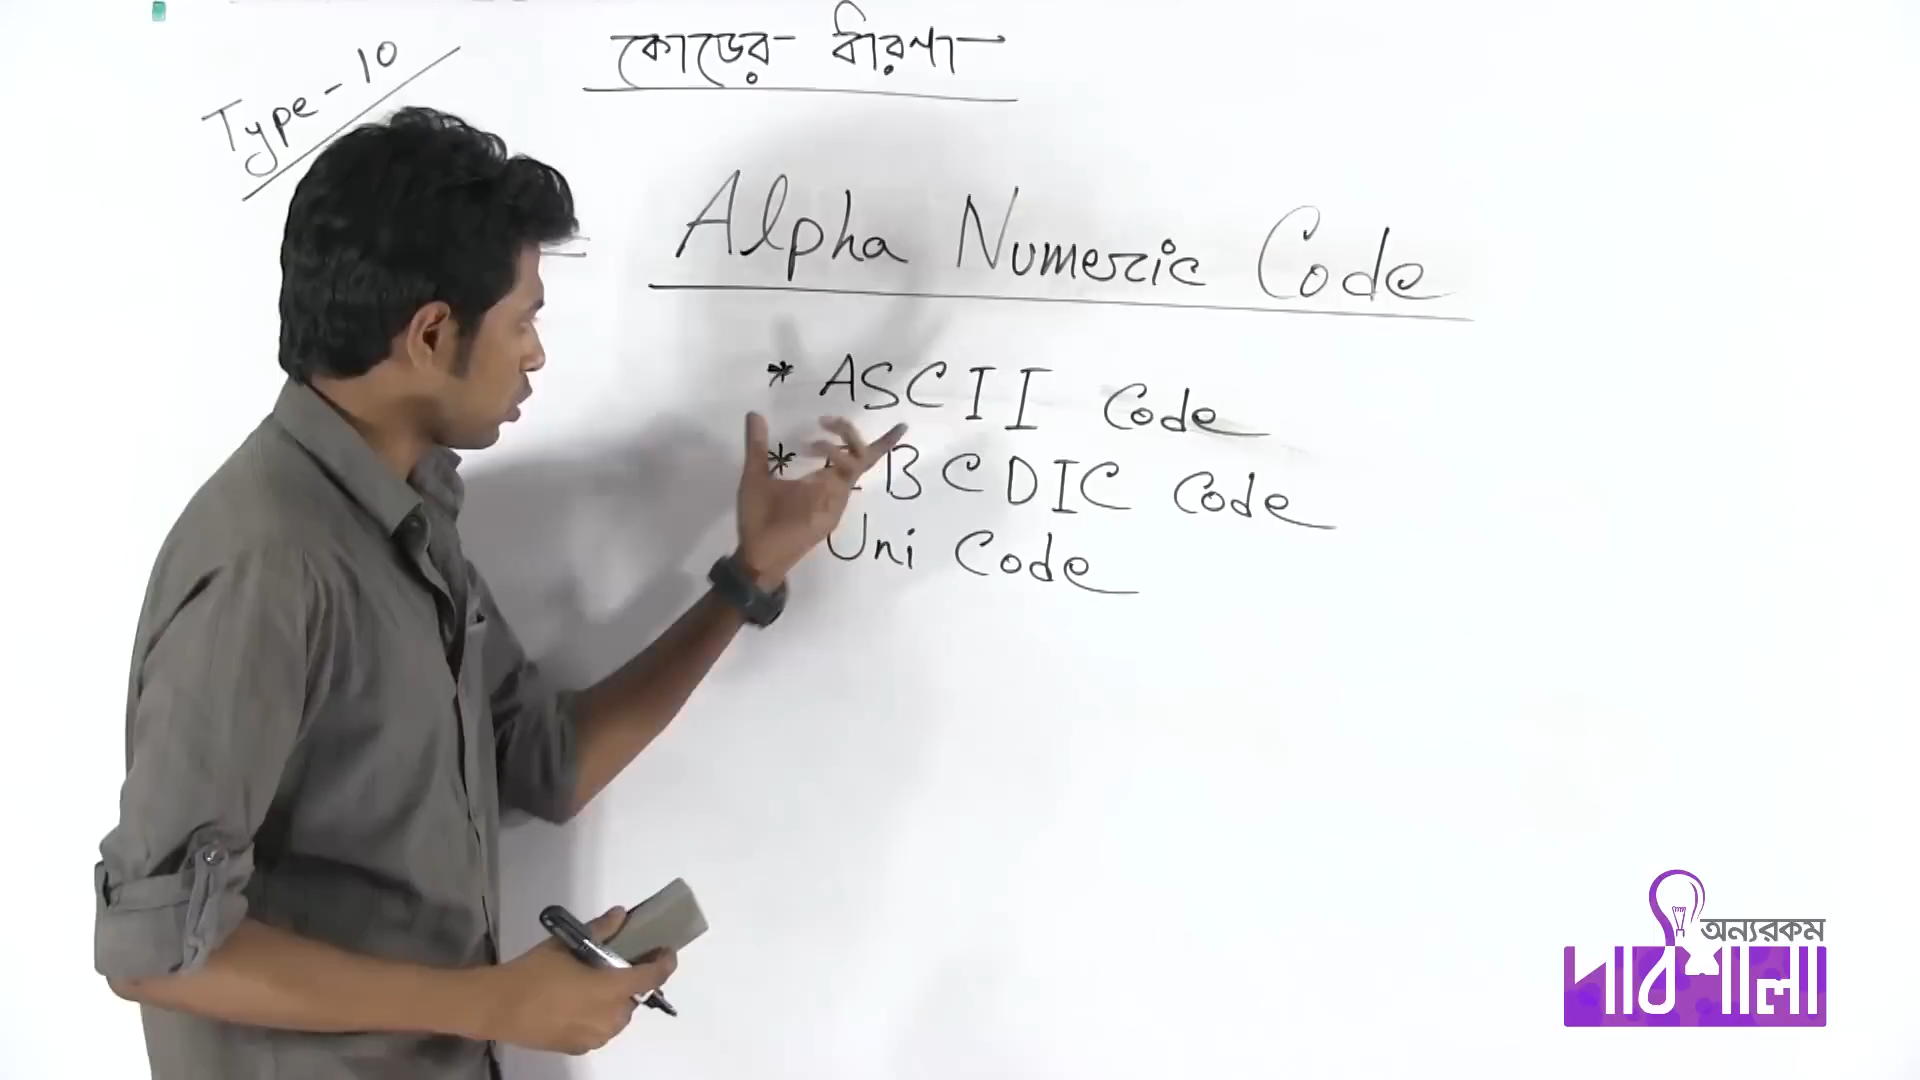 কোডের ধারণা
Type-10
Alpha Numeric Code
* ASCII Code
* EBCDIC Code
Uni Code
অন্যরকম
পাঠশালা